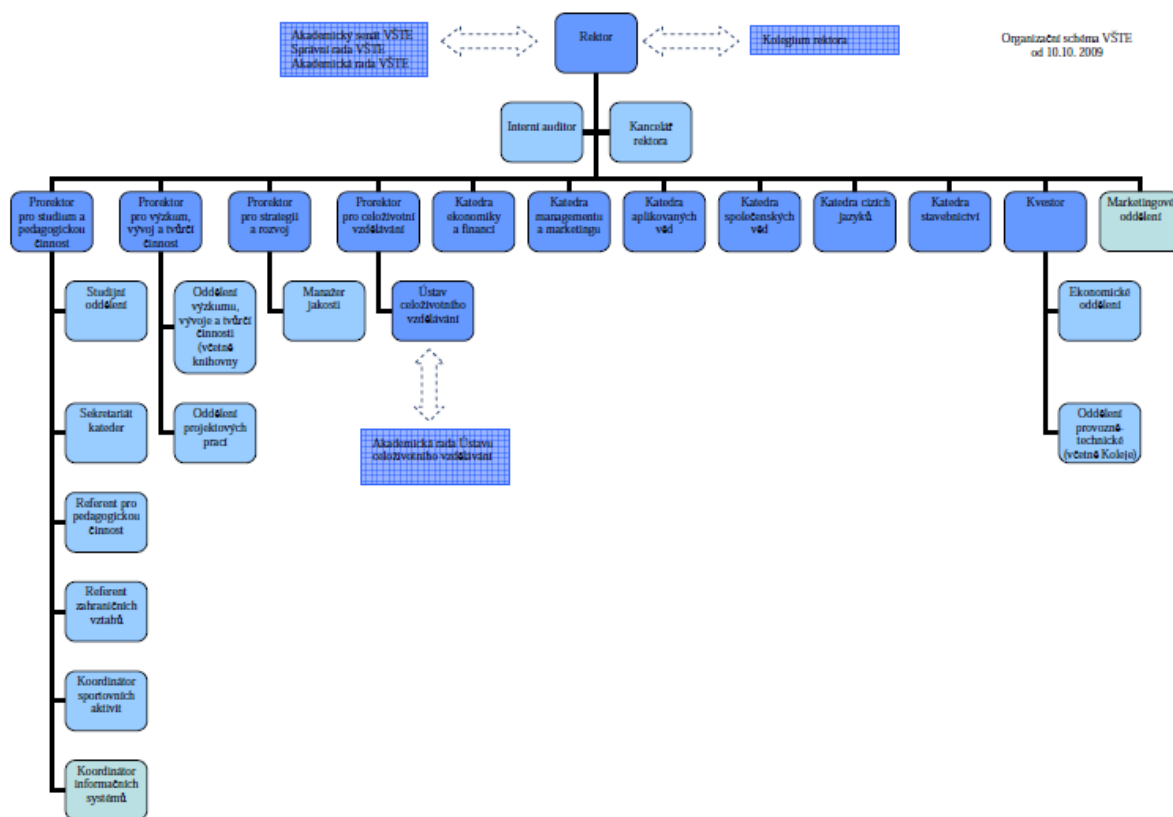 Akademický senát VŠTE
Správní rada VŠTE
Akademická rada VŠTE
Rektor
Kolegium rektora
Organizační schéma VŠTE
od 10.10. 2009
Interní auditor
Kancelář
rektora
Prorektor
pro studium a
pedagogickou
činnost
Prorektor
pro výzkum,
vývoj a tvůrčí
činnost
Prorektor
pro strategii
a rozvoj
Prorektor
pro celoživotní
vzdělávání
Katedra
ekonomiky
a financí
Katedra
managementu
a marketingu
Katedra
aplikovaných
věd
Katedra
společenských
věd
Katedra cizích
jazyků
Katedra
stavebnictví
Kvestor
Marketingové
oddělení
Studijní
oddělení
Oddělení
výzkumu,
vývoje a tvůrčí
činnosti
(včetně
knihovny
Manažer
jakosti
Ústav
celoživotního
vzdělávání
Ekonomické
oddělení
Sekretariát
kateder
Oddělení
projektových
prací
Akademická rada Ústavu
celoživotního vzdělávání
Oddělení
provozně-
technické
(včetně Koleje)
Referent pro
pedagogickou
činnost
Referent
zahraničních
vztahů
Koordinátor
sportovních
aktivit
Koordinátor
informačních
systémů